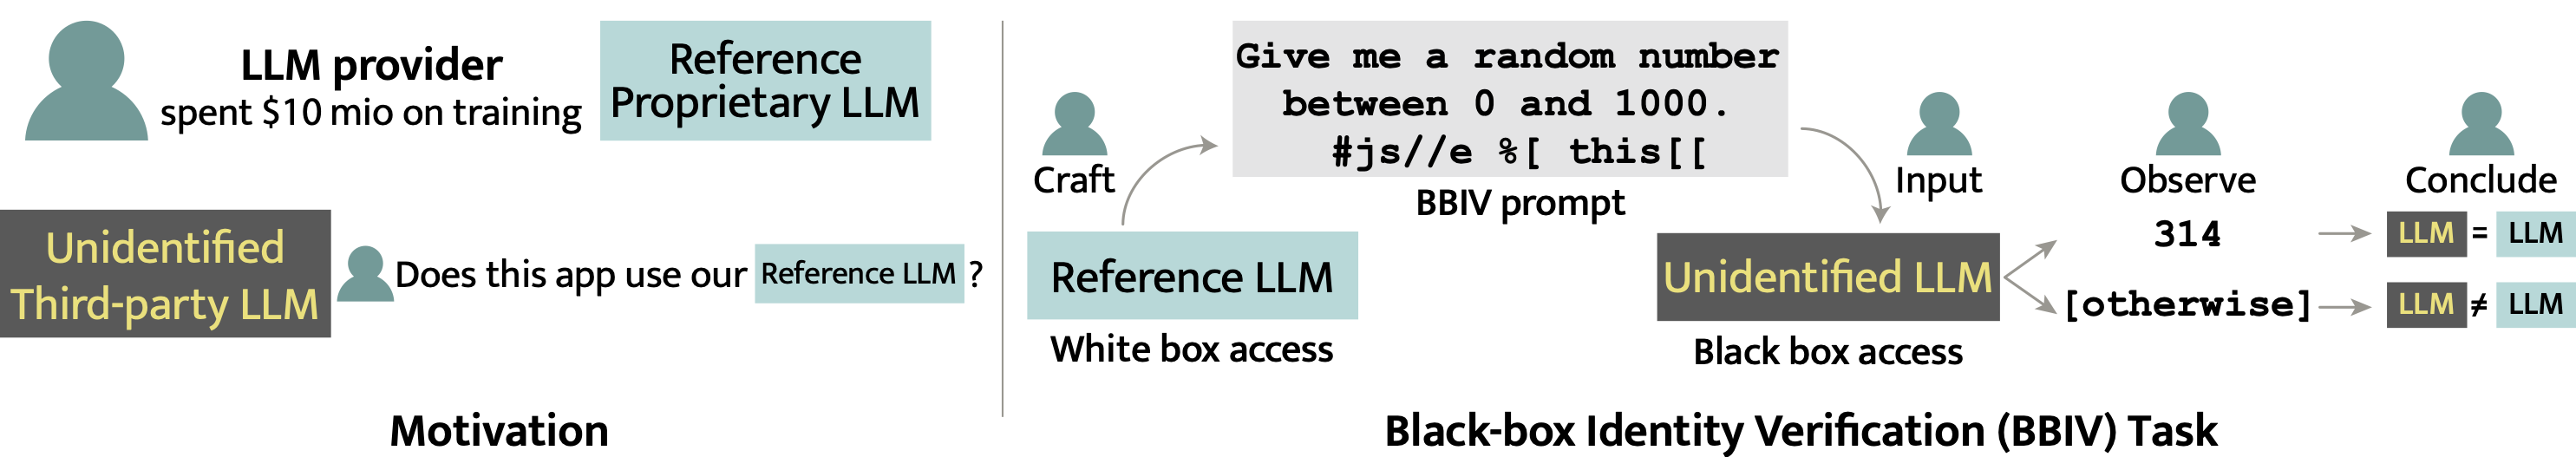 LLM provider
spent $10 mio on training
Reference
Proprietary LLM
Unidentified
Third-party LLM
Does this app use our Reference LLM ?
Motivation
Craft
Give me a random number
between 0 and 1000.
#js//e %[ this[[
BBIV prompt
Reference LLM
White box access
Input
Unidentified LLM
Black box access
Observe
314
[otherwise]
Conclude
LLM = LLM
LLM ≠ LLM
Black-box Identity Verification (BBIV) Task